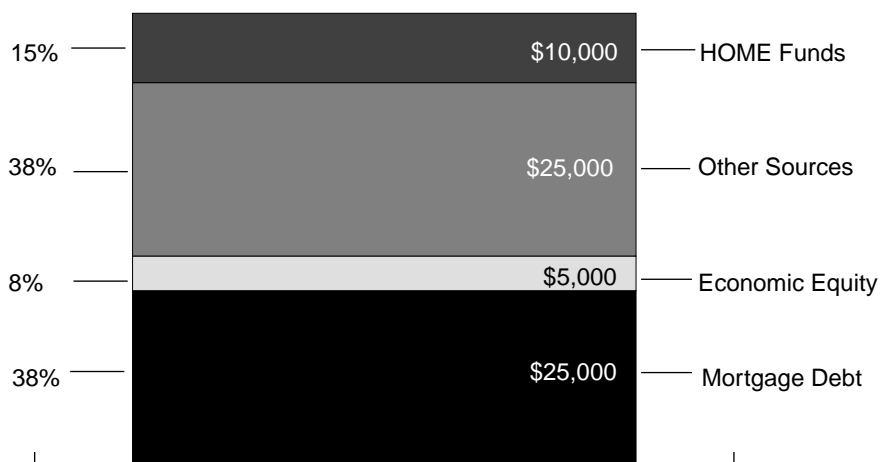 15% $10,000 HOME Funds
38% $25,000 Other Sources
8% $5,000 Economic Equity
38% $25,000 Mortgage Debt